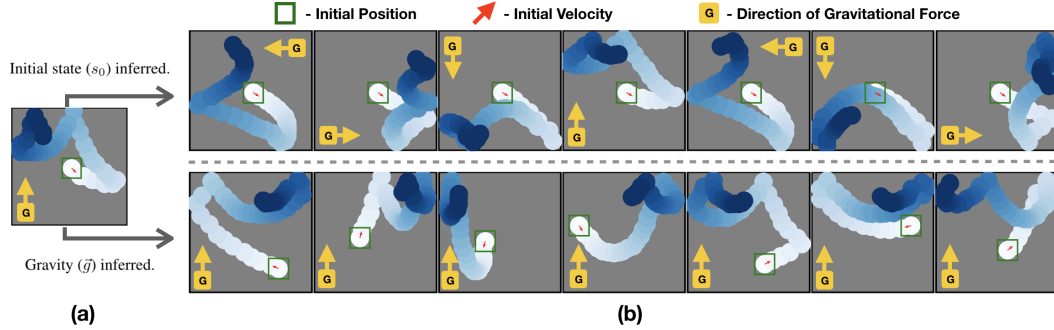 - Initial Position
- Initial Velocity
G - Direction of Gravitational Force
Initial state (s₀) inferred.
G G G G G G G
G
Gravity (g⃗) inferred.
G G G G G G G
(a)
(b)